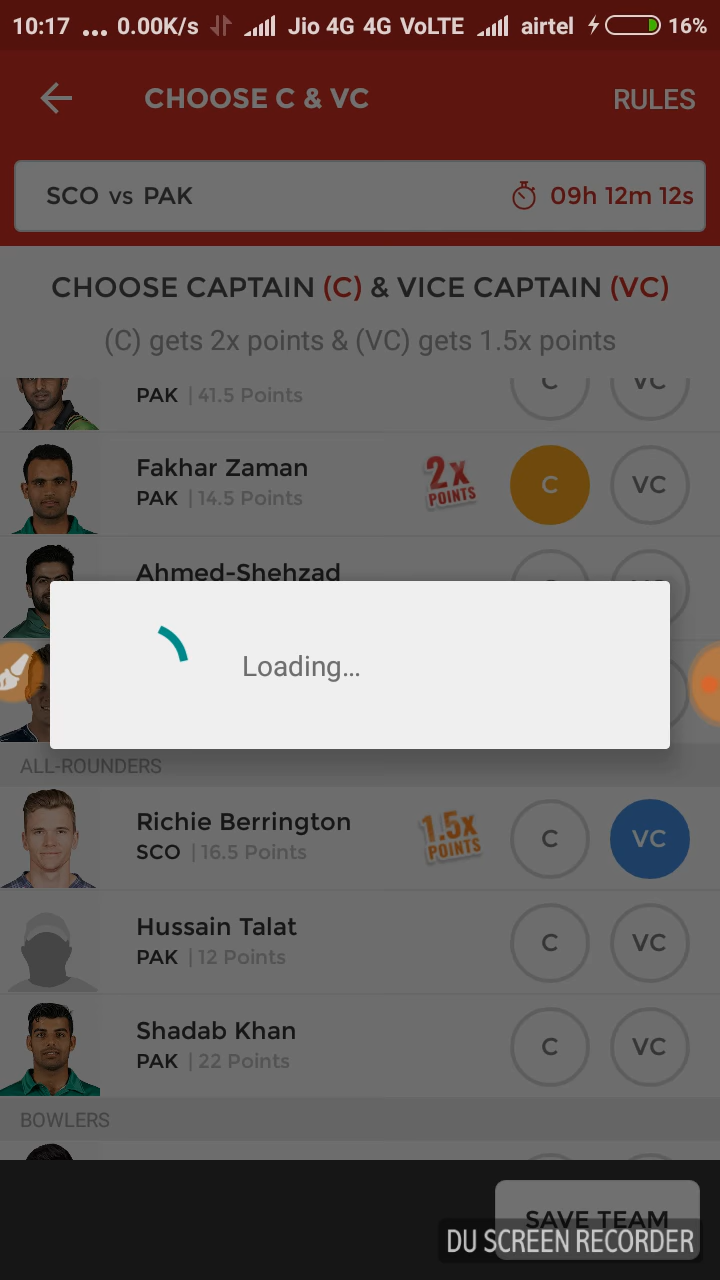 10:17 ... 0.00K/s Jio 4G 4G VoLTE airtel 16%
CHOOSE C & VC RULES
SCO vs PAK 09h 12m 12s
CHOOSE CAPTAIN (C) & VICE CAPTAIN (VC)
(C) gets 2x points & (VC) gets 1.5x points
PAK | 41.5 Points C VC
Fakhar Zaman
PAK | 14.5 Points 2X POINTS C VC
Ahmed-Shehzad
Loading...
ALL-ROUNDERS
Richie Berrington
SCO | 16.5 Points 1.5X POINTS C VC
Hussain Talat
PAK | 12 Points C VC
Shadab Khan
PAK | 22 Points C VC
BOWLERS
SAVE TEAM
DU SCREEN RECORDER